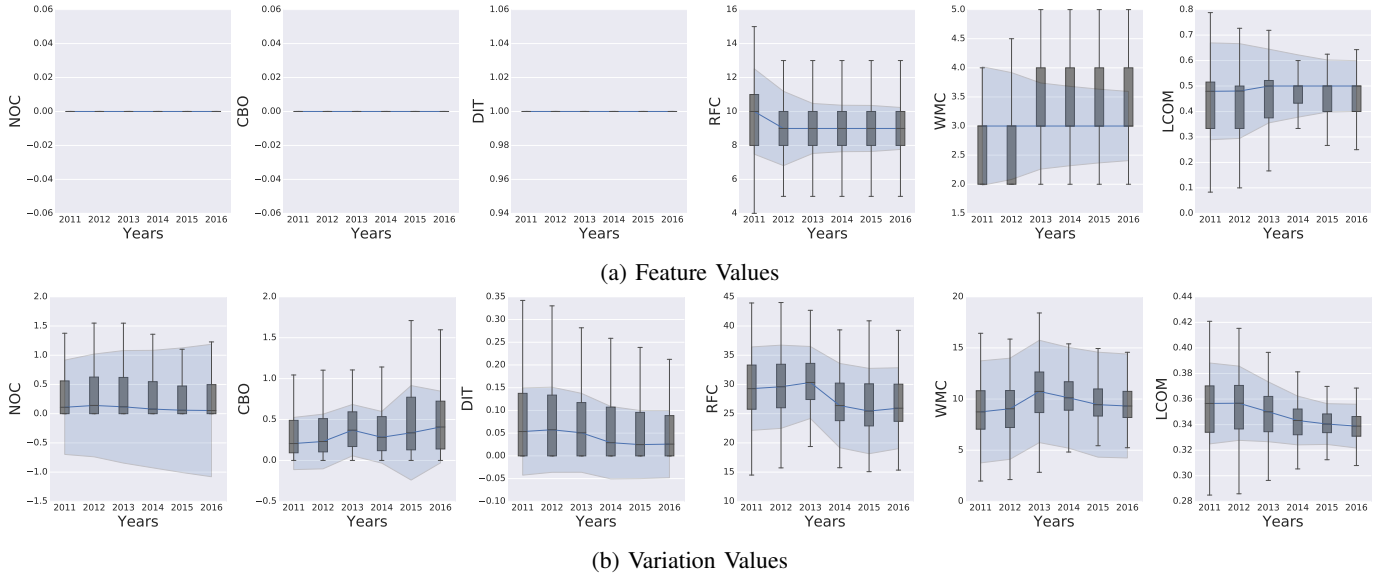 0.06 0.04 0.02 0.00 −0.02 −0.04 −0.06
NOC
2011 2012 2013 2014 2015 2016
Years
0.06 0.04 0.02 0.00 −0.02 −0.04 −0.06
CBO
2011 2012 2013 2014 2015 2016
Years
1.06 1.04 1.02 1.00 0.98 0.96 0.94
DIT
2011 2012 2013 2014 2015 2016
Years
16 14 12 10 8 6 4
RFC
2011 2012 2013 2014 2015 2016
Years
5.0 4.5 4.0 3.5 3.0 2.5 2.0 1.5
WMC
2011 2012 2013 2014 2015 2016
Years
0.8 0.7 0.6 0.5 0.4 0.3 0.2 0.1 0.0
LCOM
2011 2012 2013 2014 2015 2016
Years
(a) Feature Values
2.0 1.5 1.0 0.5 0.0 −0.5 −1.0 −1.5
NOC
2011 2012 2013 2014 2015 2016
Years
2.0 1.5 1.0 0.5 0.0 −0.5
CBO
2011 2012 2013 2014 2015 2016
Years
0.35 0.30 0.25 0.20 0.15 0.10 0.05 0.00 −0.05 −0.10
DIT
2011 2012 2013 2014 2015 2016
Years
45 40 35 30 25 20 15 10
RFC
2011 2012 2013 2014 2015 2016
Years
20 15 10 5 0
WMC
2011 2012 2013 2014 2015 2016
Years
0.44 0.42 0.40 0.38 0.36 0.34 0.32 0.30 0.28
LCOM
2011 2012 2013 2014 2015 2016
Years
(b) Variation Values